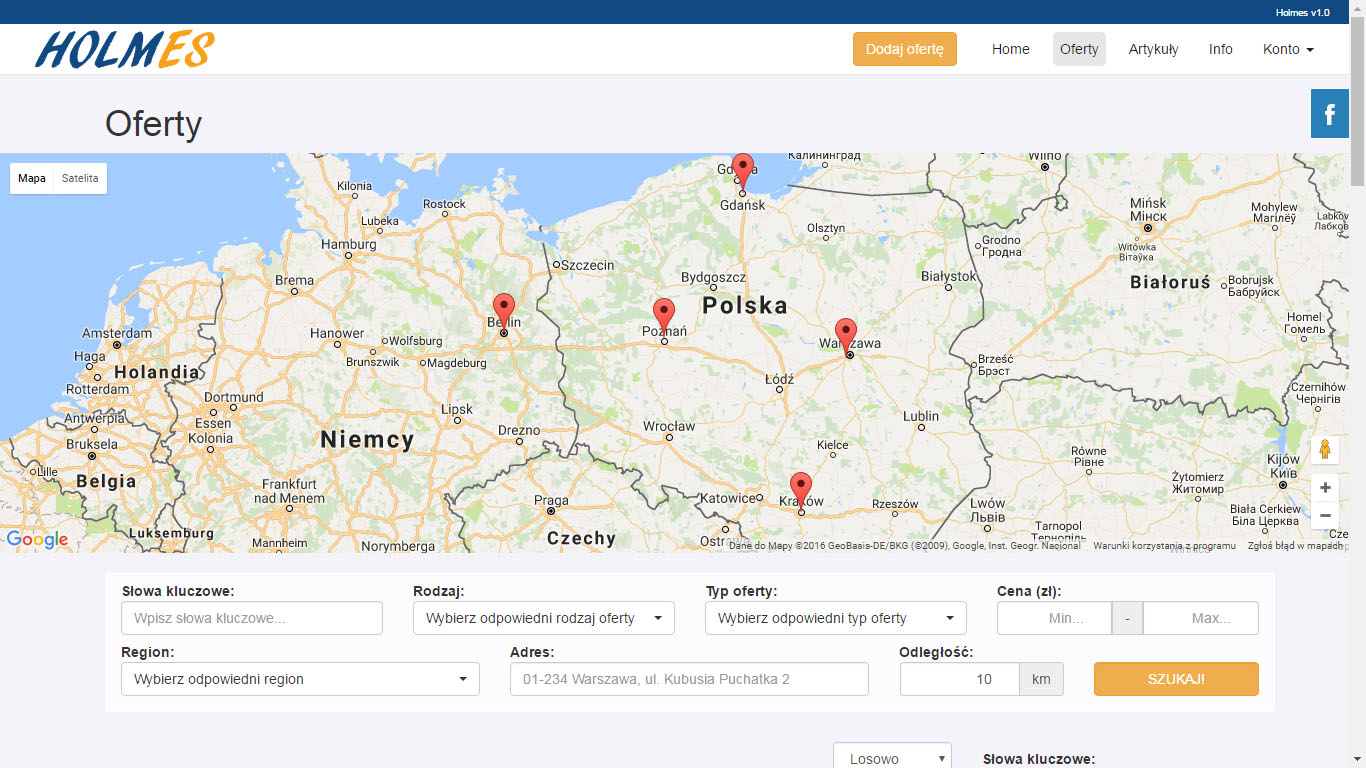 Holmes v1.0
HOLMES
Dodaj ofertę
Home
Oferty
Artykuły
Info
Konto
Oferty
Mapa
Satelita
Kilonia
Rostock
Lubeka
Hamburg
Brema
Szczecin
Gdańsk
Калининград
Olsztyn
Bydgoszcz
Polska
Białystok
Grodno
Гродно
Mińsk
Мінск
Mohylew
Магілёў
Witówka
Вітаўка
Białoruś
Bobrujsk
Бабруйск
Homel
Гомель
Berlin
Poznań
Warszawa
Amsterdam
Haga
Holandia
Rotterdam
Hanower
Wolfsburg
Brunszwik
Magdeburg
Łódź
Brześć
Брэст
Czernihów
Чернігів
Antwerpia
Bruksela
Lille
Belgia
Dortmund
Essen
Kolonia
Lipsk
Drezno
Niemcy
Wrocław
Lublin
Kielce
Równe
Рівне
Kijów
Київ
Żytomierz
Житомир
Frankfurt
nad Menem
Luksemburg
Mannheim
Norymberga
Praga
Czechy
Katowice
Kraków
Rzeszów
Lwów
Львів
Tarnopol
Тернопіль
Biała Cerkiew
Біла Церква
Google
Dane do Mapy ©2016 GeoBasis-DE/BKG (©2009), Google, Inst. Geogr. Nacional
Warunki korzystania z programu
Zgłoś błąd w mapach
Słowa kluczowe:
Rodzaj:
Typ oferty:
Cena (zł):
Wpisz słowa kluczowe...
Wybierz odpowiedni rodzaj oferty
Wybierz odpowiedni typ oferty
Min...
-
Max...
Region:
Adres:
Odległość:
Wybierz odpowiedni region
01-234 Warszawa, ul. Kubusia Puchatka 2
10
km
SZUKAJ!
Losowo
Słowa kluczowe: